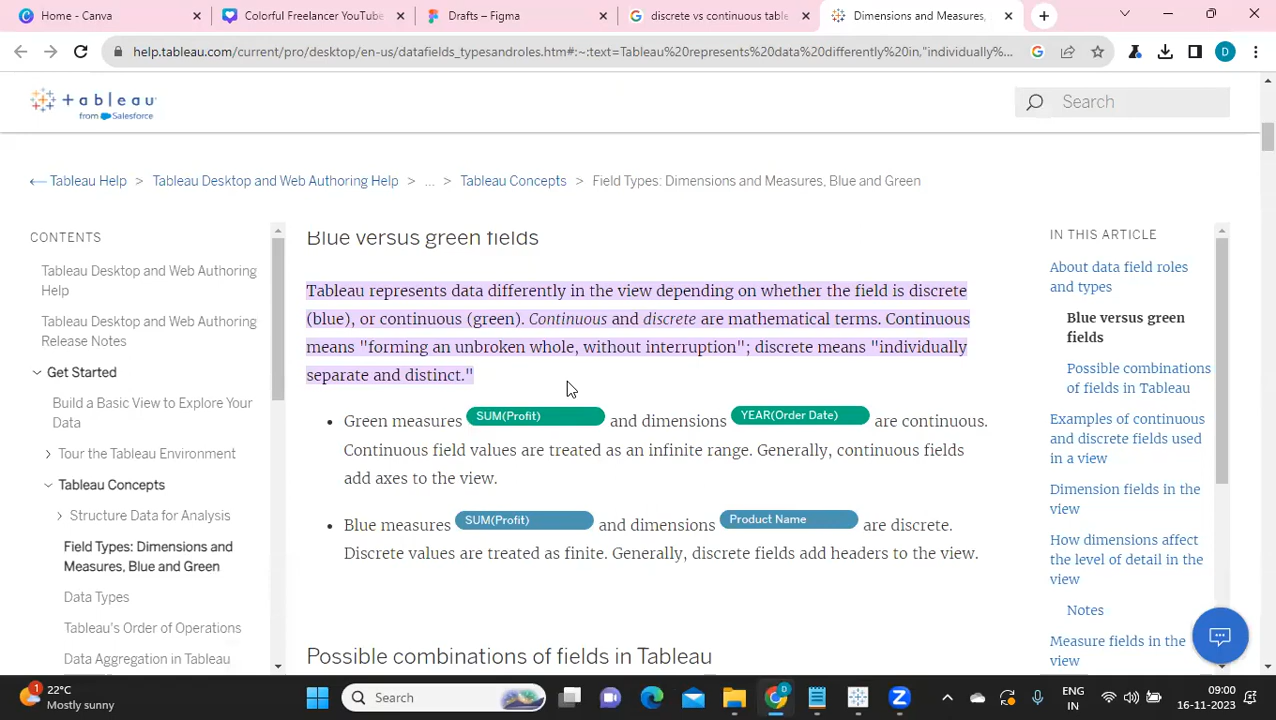 Home - Canva
Colorful Freelancer YouTube
Drafts – Figma
discrete vs continuous table
Dimensions and Measures,
help.tableau.com/current/pro/desktop/en-us/datafields_typesandroles.htm#:~:text=Tableau%20represents%20data%20differently%20in,"individually%...
D
+ a b l e a u
from Salesforce
Search
Tableau Help > Tableau Desktop and Web Authoring Help > ... > Tableau Concepts > Field Types: Dimensions and Measures, Blue and Green
CONTENTS
Tableau Desktop and Web Authoring
Help
Tableau Desktop and Web Authoring
Release Notes
Get Started
Build a Basic View to Explore Your
Data
Tour the Tableau Environment
Tableau Concepts
Structure Data for Analysis
Field Types: Dimensions and
Measures, Blue and Green
Data Types
Tableau's Order of Operations
Data Aggregation in Tableau
Blue versus green fields
Tableau represents data differently in the view depending on whether the field is discrete
(blue), or continuous (green). Continuous and discrete are mathematical terms. Continuous
means "forming an unbroken whole, without interruption"; discrete means "individually
separate and distinct."
• Green measures SUM(Profit) and dimensions YEAR(Order Date) are continuous.
Continuous field values are treated as an infinite range. Generally, continuous fields
add axes to the view.
• Blue measures SUM(Profit) and dimensions Product Name are discrete.
Discrete values are treated as finite. Generally, discrete fields add headers to the view.
Possible combinations of fields in Tableau
IN THIS ARTICLE
About data field roles
and types
Blue versus green
fields
Possible combinations
of fields in Tableau
Examples of continuous
and discrete fields used
in a view
Dimension fields in the
view
How dimensions affect
the level of detail in the
view
Notes
Measure fields in the
view
1
22°C
Mostly sunny
Search
ENG
IN
09:00
16-11-2023